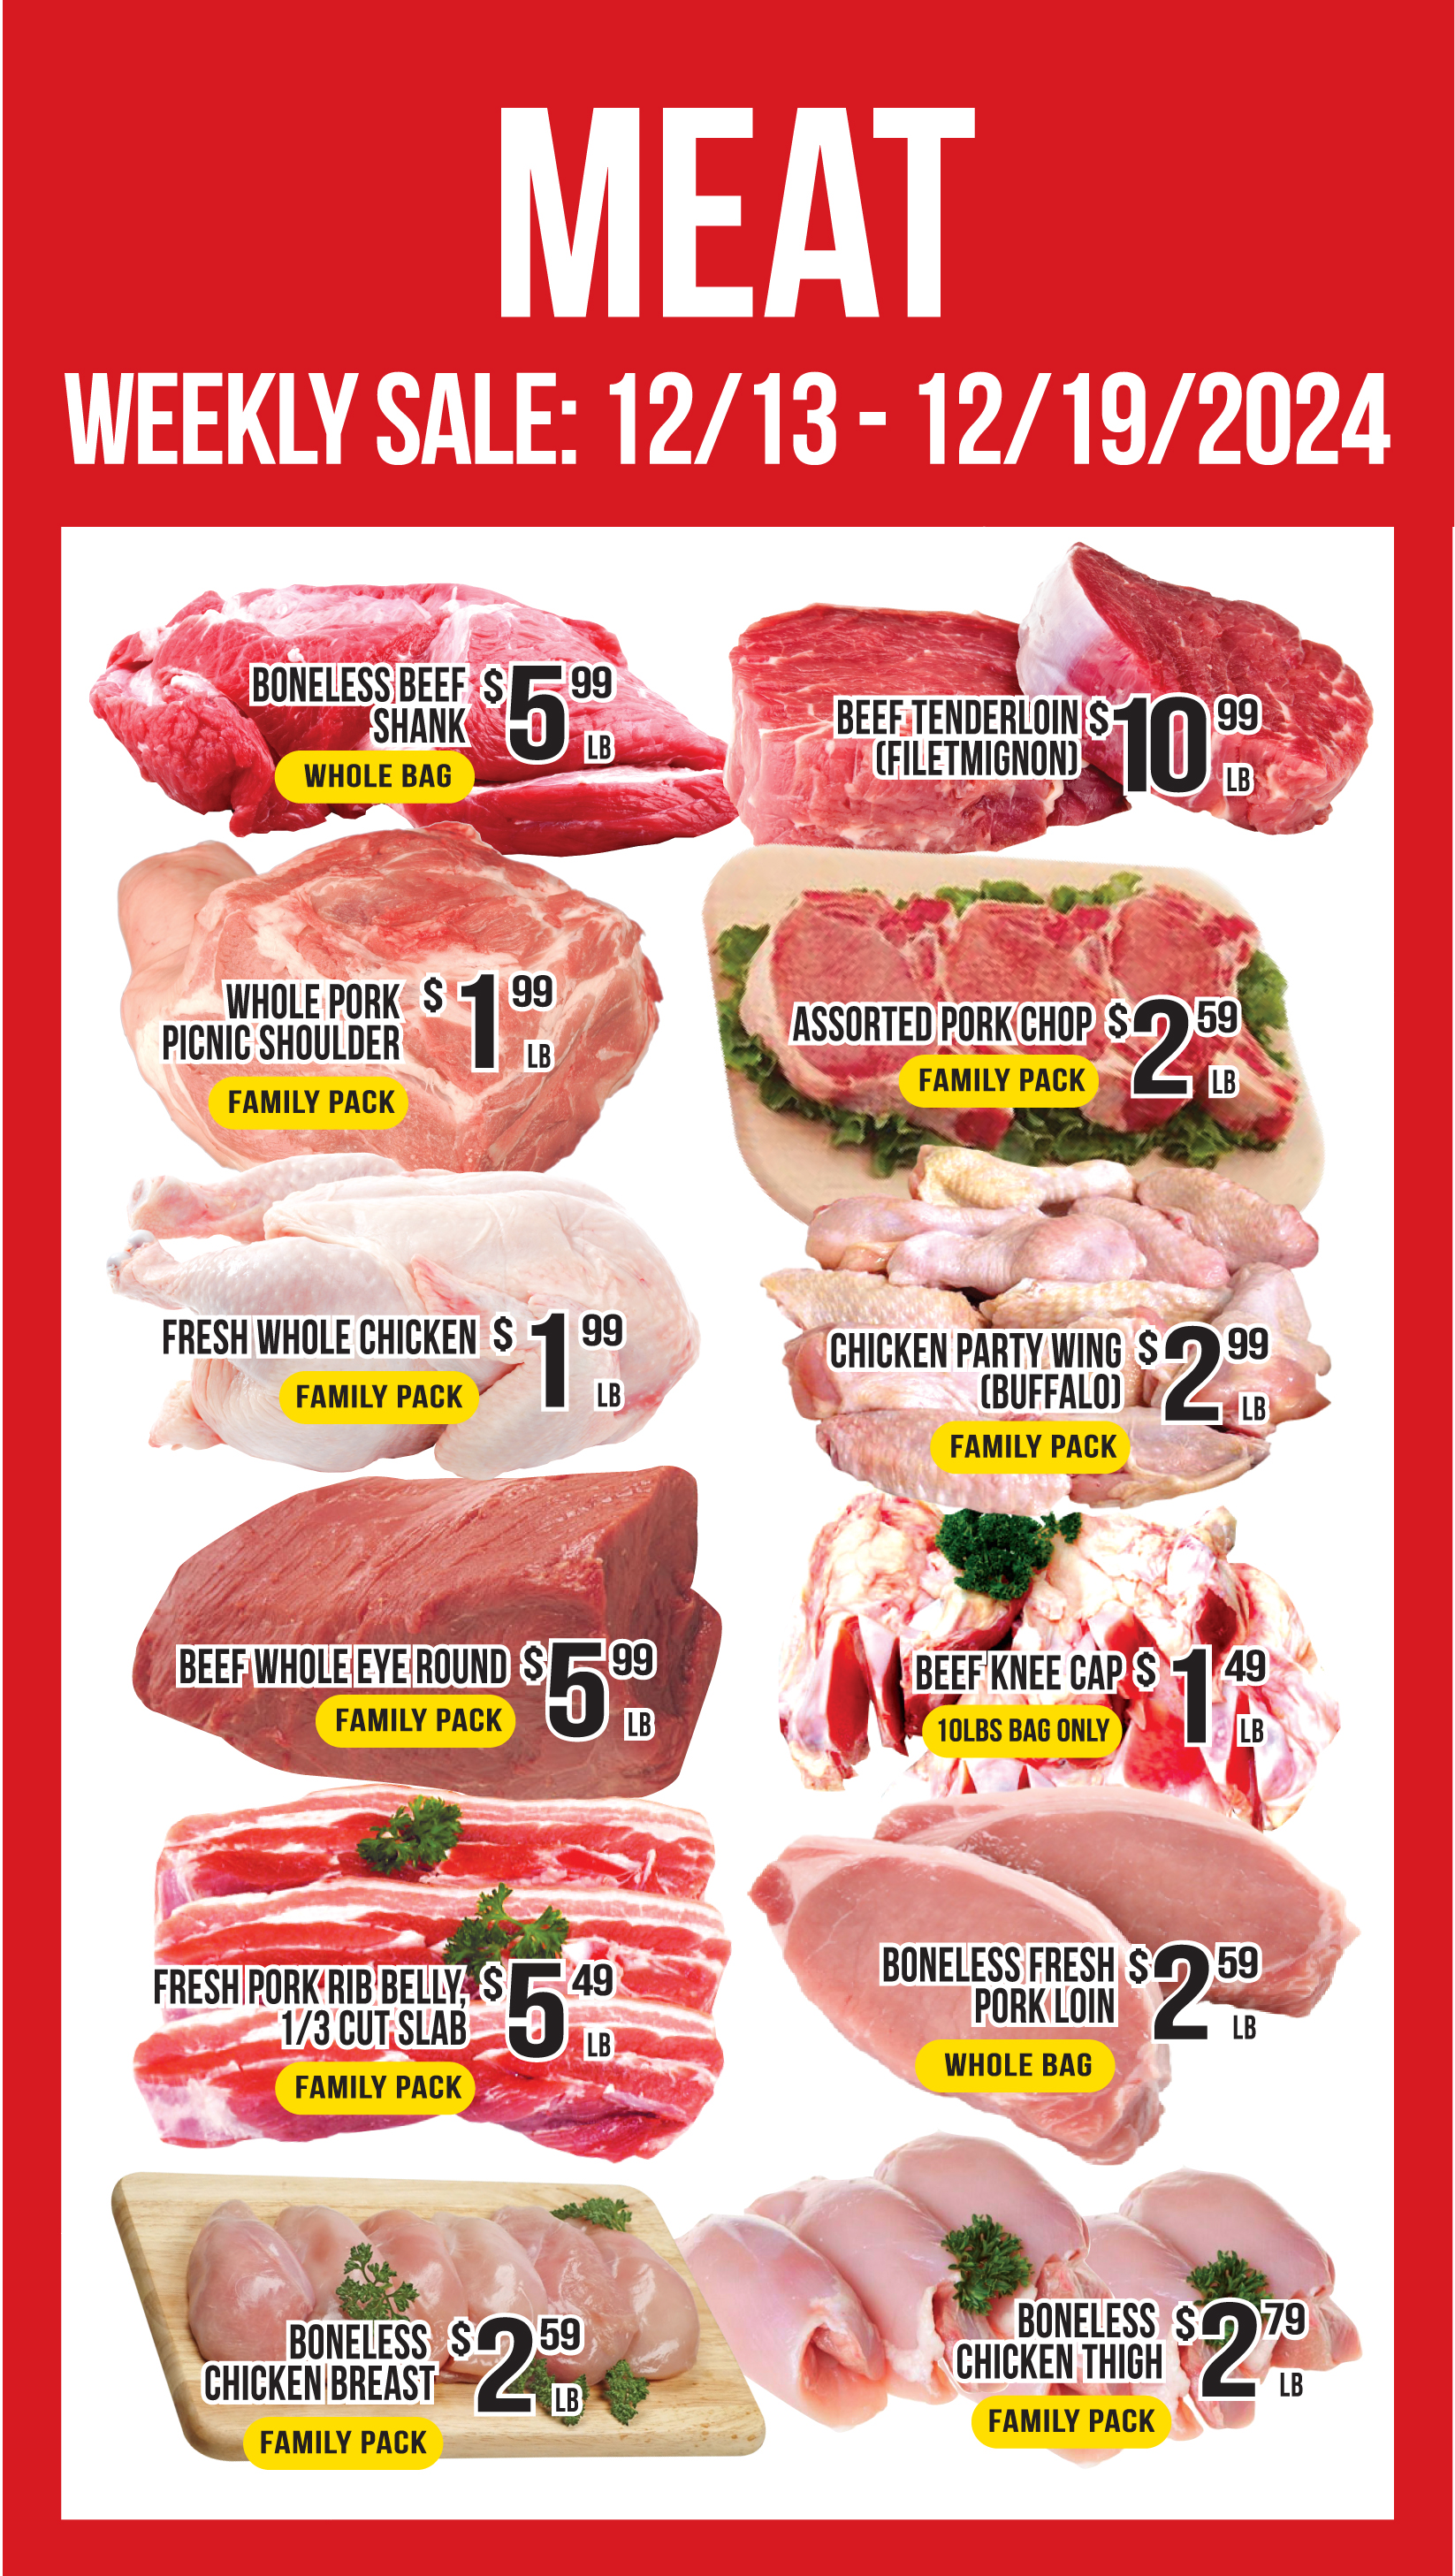 MEAT
WEEKLY SALE: 12/13 - 12/19/2024
BONELESS BEEF
SHANK
WHOLE BAG
$5 99
LB
BEEF TENDERLOIN
(FILETMIGNON)
$10 99
LB
WHOLE PORK
PICNIC SHOULDER
FAMILY PACK
$1 99
LB
ASSORTED PORK CHOP
FAMILY PACK
$2 59
LB
FRESH WHOLE CHICKEN
FAMILY PACK
$1 99
LB
CHICKEN PARTY WING
(BUFFALO)
FAMILY PACK
$2 99
LB
BEEF WHOLE EYE ROUND
FAMILY PACK
$5 99
LB
BEEF KNEE CAP
10LBS BAG ONLY
$1 49
LB
FRESH PORK RIB BELLY,
1/3 CUT SLAB
FAMILY PACK
$5 49
LB
BONELESS FRESH
PORK LOIN
WHOLE BAG
$2 59
LB
BONELESS
CHICKEN BREAST
FAMILY PACK
$2 59
LB
BONELESS
CHICKEN THIGH
FAMILY PACK
$2 79
LB